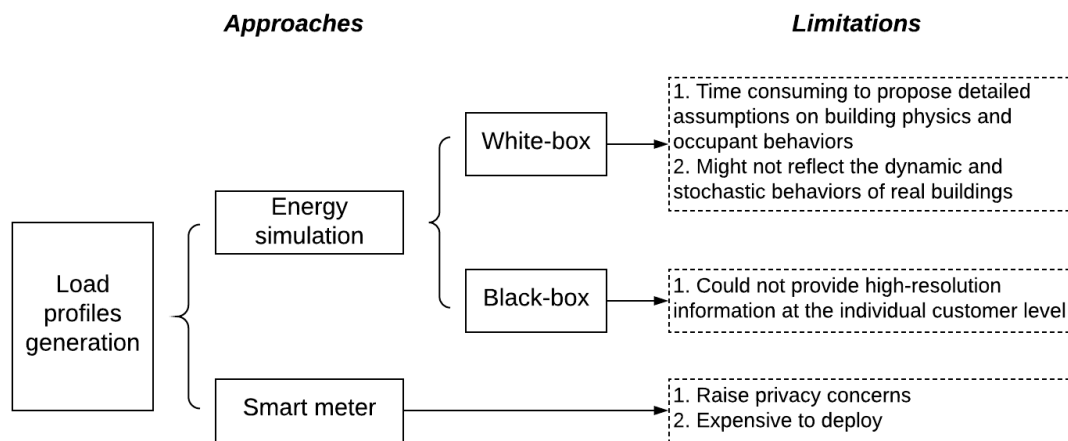 Approaches
Limitations
Load
profiles
generation
Energy
simulation
White-box
1. Time consuming to propose detailed
assumptions on building physics and
occupant behaviors
2. Might not reflect the dynamic and
stochastic behaviors of real buildings
Black-box
1. Could not provide high-resolution
information at the individual customer level
Smart meter
1. Raise privacy concerns
2. Expensive to deploy